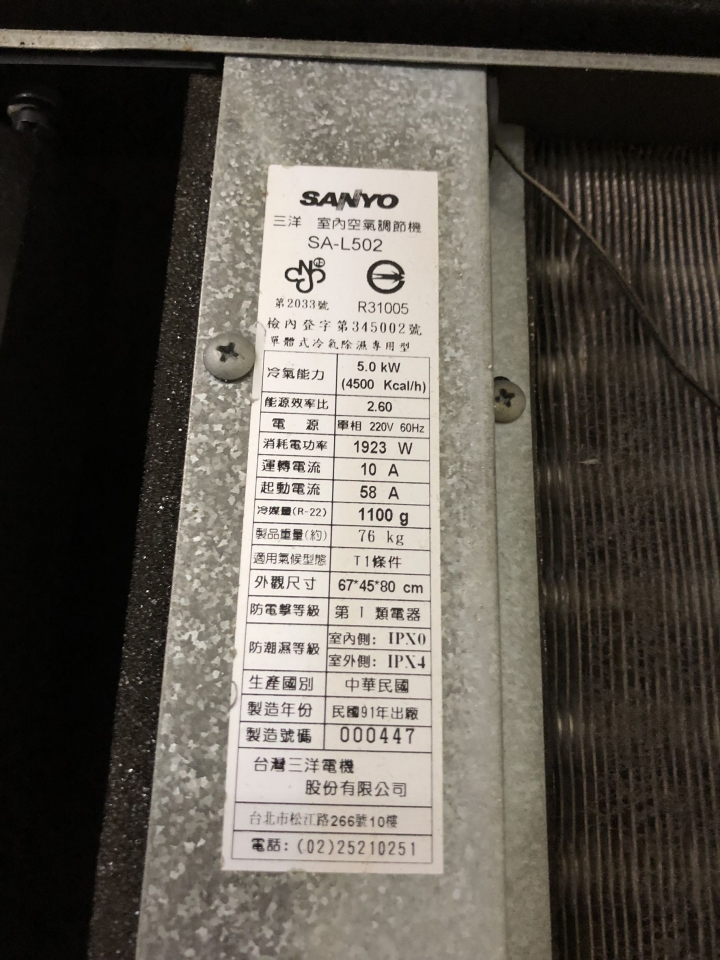 SANYO
三洋 室內空氣調節機
SA-L502
第2033號 R31005
檢內登字第345002號
單體式冷氣除濕專用型
冷氣能力 5.0 kW
(4500 Kcal/h)
能源效率比 2.60
電 源 單相 220V 60Hz
消耗電功率 1923 W
運轉電流 10 A
起動電流 58 A
冷媒量(R-22) 1100 g
製品重量(約) 76 kg
適用氣候型態 T1條件
外觀尺寸 67*45*80 cm
防電擊等級 第 I 類電器
防潮濕等級 室內側: IPX0
室外側: IPX4
生產國別 中華民國
製造年份 民國91年出廠
製造號碼 000447
台灣三洋電機
股份有限公司
台北市松江路266號10樓
電話: (02)25210251